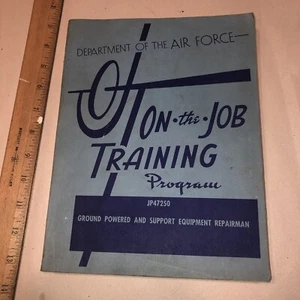 DEPARTMENT OF THE AIR FORCE—
OJT
ON-the-JOB
TRAINING
Program
JP47250
GROUND POWERED AND SUPPORT EQUIPMENT REPAIRMAN